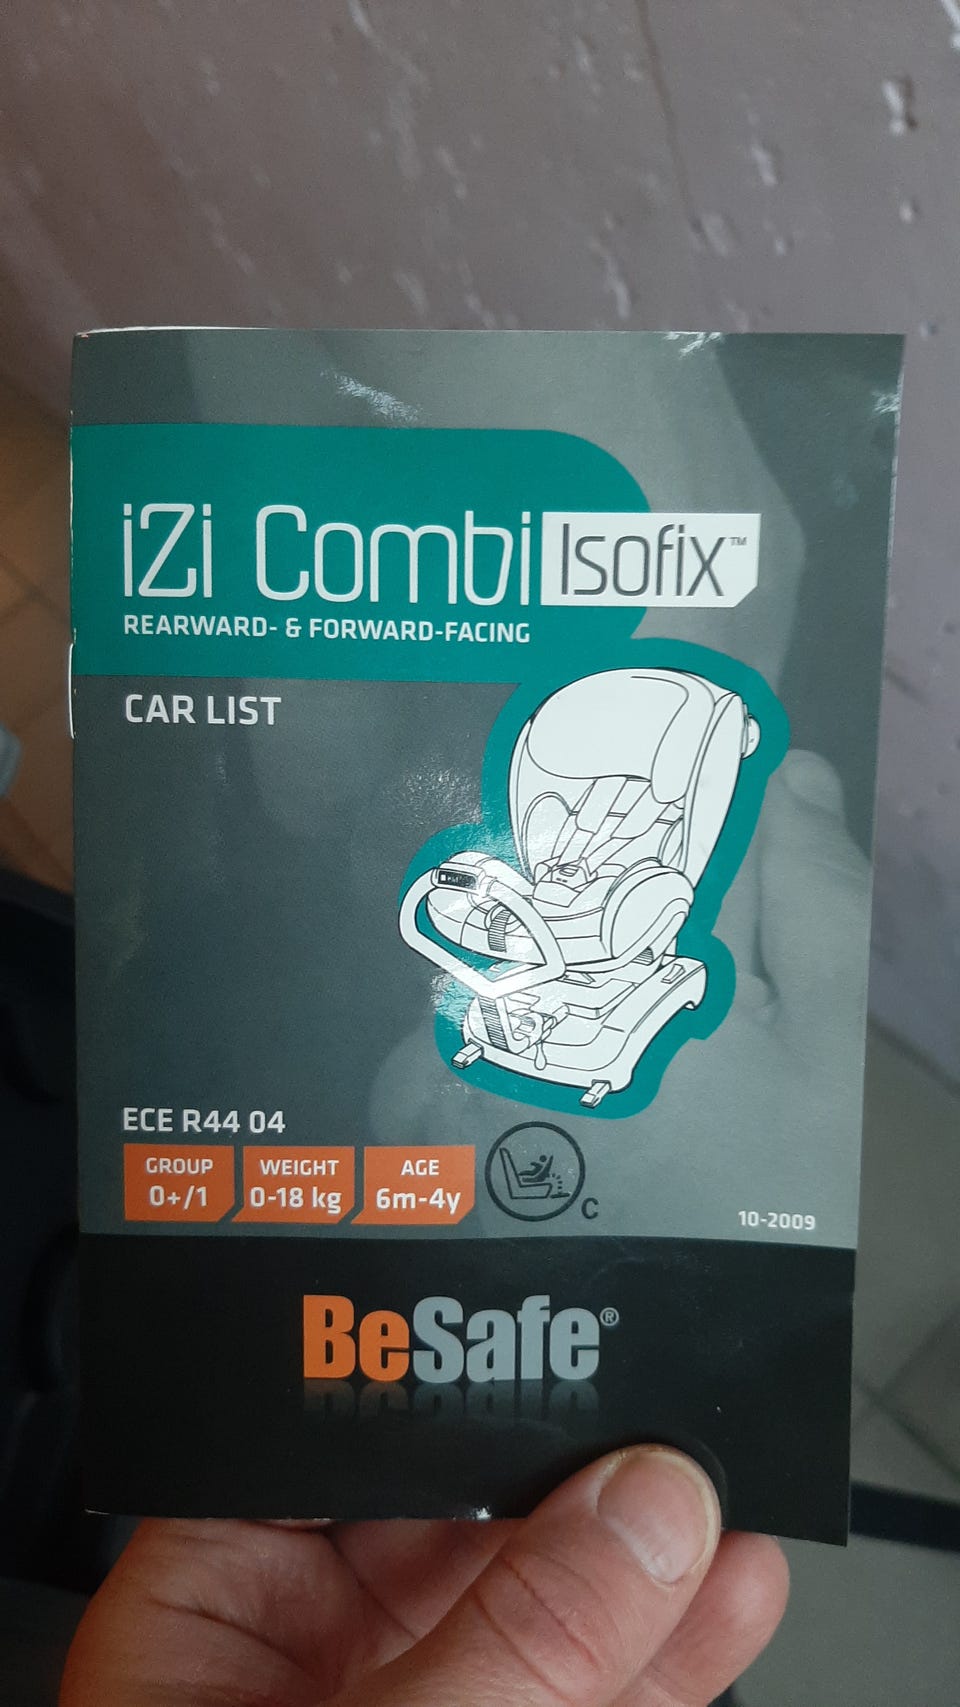 iZi Combi Isofix™
REARWARD- & FORWARD-FACING
CAR LIST
ECE R44 04
GROUP
0+/1
WEIGHT
0-18 kg
AGE
6m-4y
C
10-2009
BeSafe®